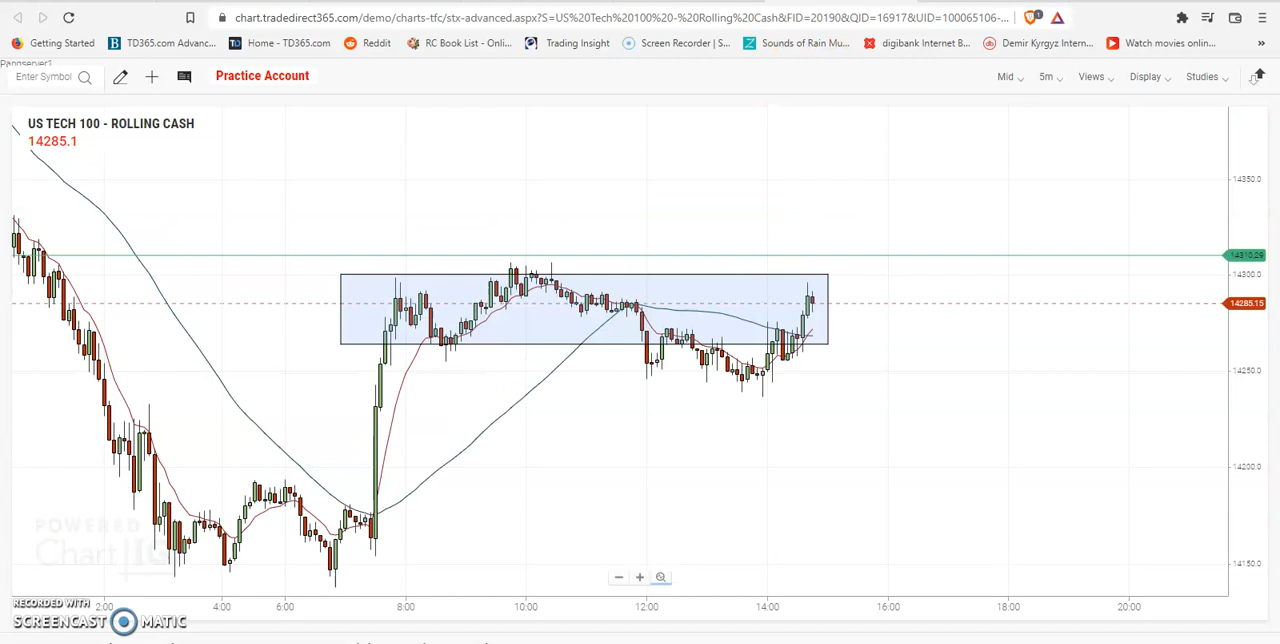 chart.tradedirect365.com/demo/charts-tfc/stx-advanced.aspx?S=US%20Tech%20100%20-%20Rolling%20Cash&FID=20190&QID=16917&UID=100065106-...
Getting Started
TD365.com Advanc...
Home - TD365.com
Reddit
RC Book List - Onli...
Trading Insight
Screen Recorder | S...
Sounds of Rain Mu...
digibank Internet B...
Demir Kyrgyz Intern...
Watch movies onlin...
»
Enter Symbol
Practice Account
Mid
5m
Views
Display
Studies
US TECH 100 - ROLLING CASH
14285.1
14350.0
14310.29
14300.0
14285.15
14250.0
14200.0
14150.0
POWERED
Chart IQ
2:00
4:00
6:00
8:00
10:00
12:00
14:00
16:00
18:00
20:00
RECORDED WITH
SCREENCAST MATIC